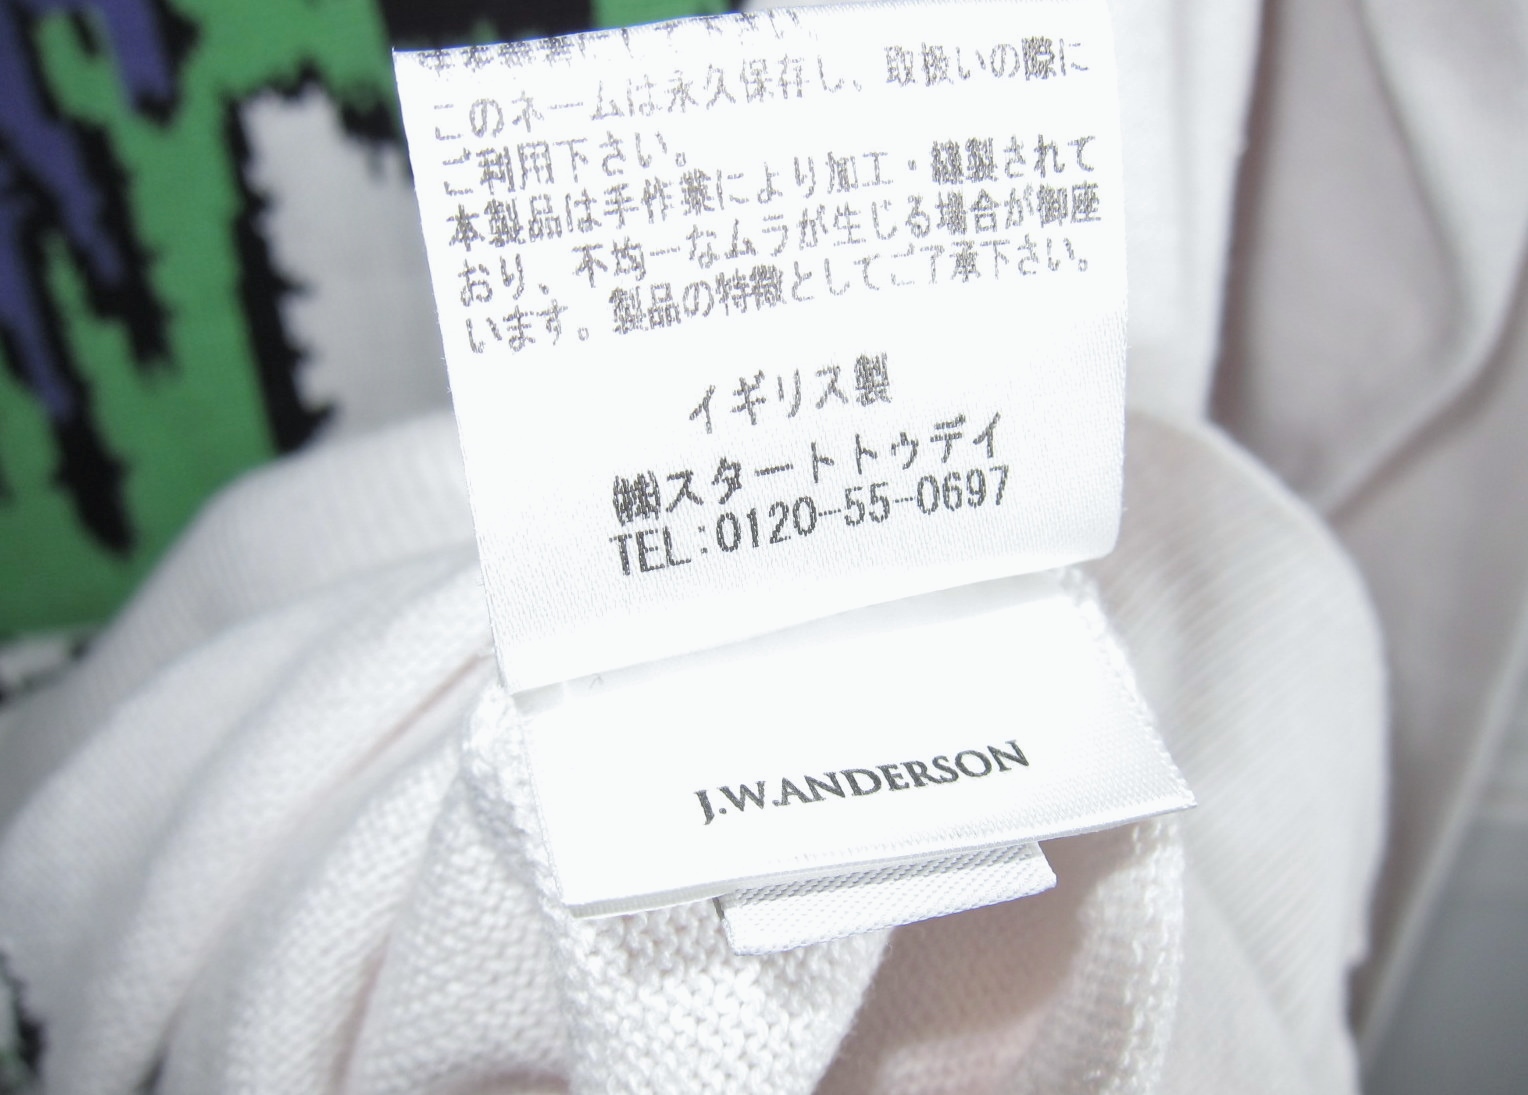 このネームは永久保存し、取扱いの際に
ご利用下さい。
本製品は手作業により加工・縫製されて
おり、不均一なムラが生じる場合が御座
います。製品の特徴としてご了承下さい。
イギリス製
㈱スタートトゥデイ
TEL:0120-55-0697
J.W.ANDERSON